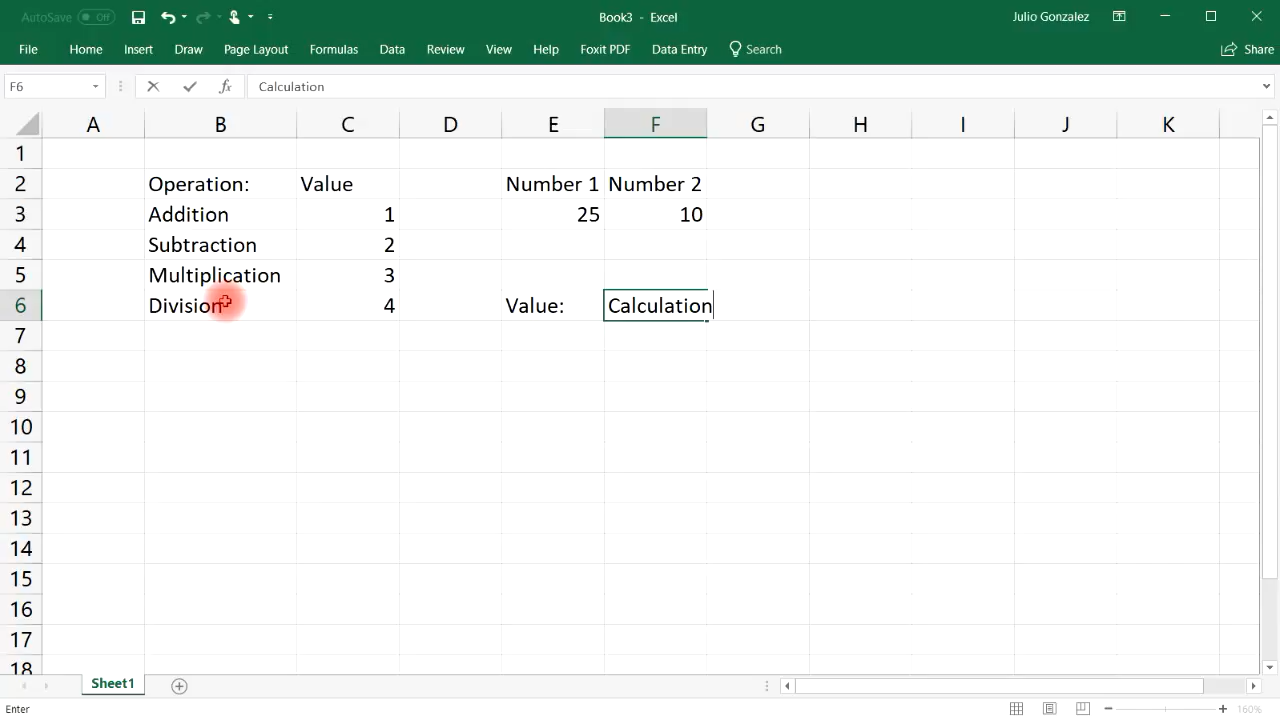 AutoSave Off Book3 - Excel Julio Gonzalez
File Home Insert Draw Page Layout Formulas Data Review View Help Foxit PDF Data Entry Search Share
F6 fx Calculation
A B C D E F G H I J K
1
2 Operation: Value Number 1 Number 2
3 Addition 1 25 10
4 Subtraction 2
5 Multiplication 3
6 Division 4 Value: Calculation
7
8
9
10
11
12
13
14
15
16
17
18
Sheet1
Enter 160%